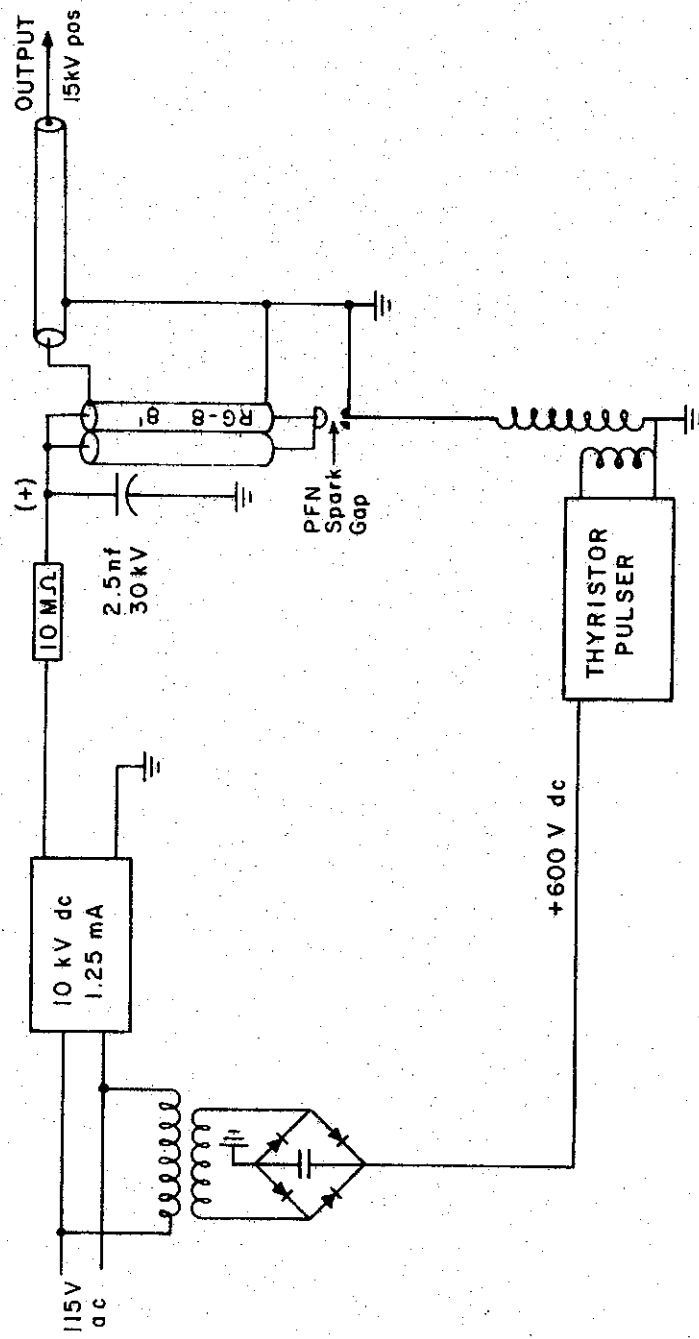 115V
ac
10 kV dc
1.25 mA
10 MΩ
(+)
2.5nf
30kV
RG-8 8'
OUTPUT
15kV pos
PFN
Spark
Gap
+600 V dc
THYRISTOR
PULSER